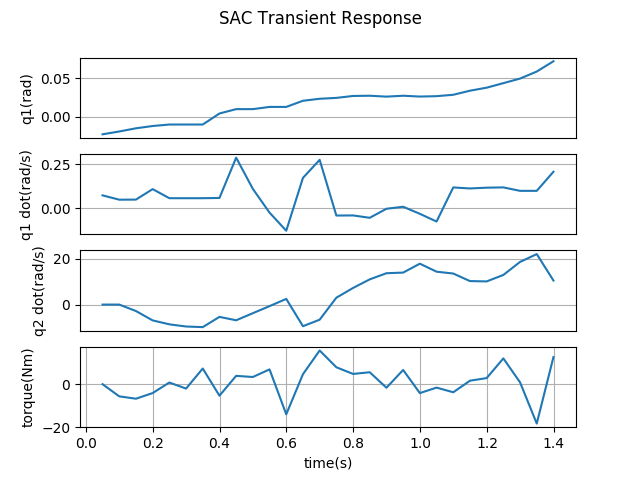 SAC Transient Response
q1(rad)
0.05
0.00
q1 dot(rad/s)
0.25
0.00
q2 dot(rad/s)
20
0
torque(Nm)
0
−20
0.0 0.2 0.4 0.6 0.8 1.0 1.2 1.4
time(s)